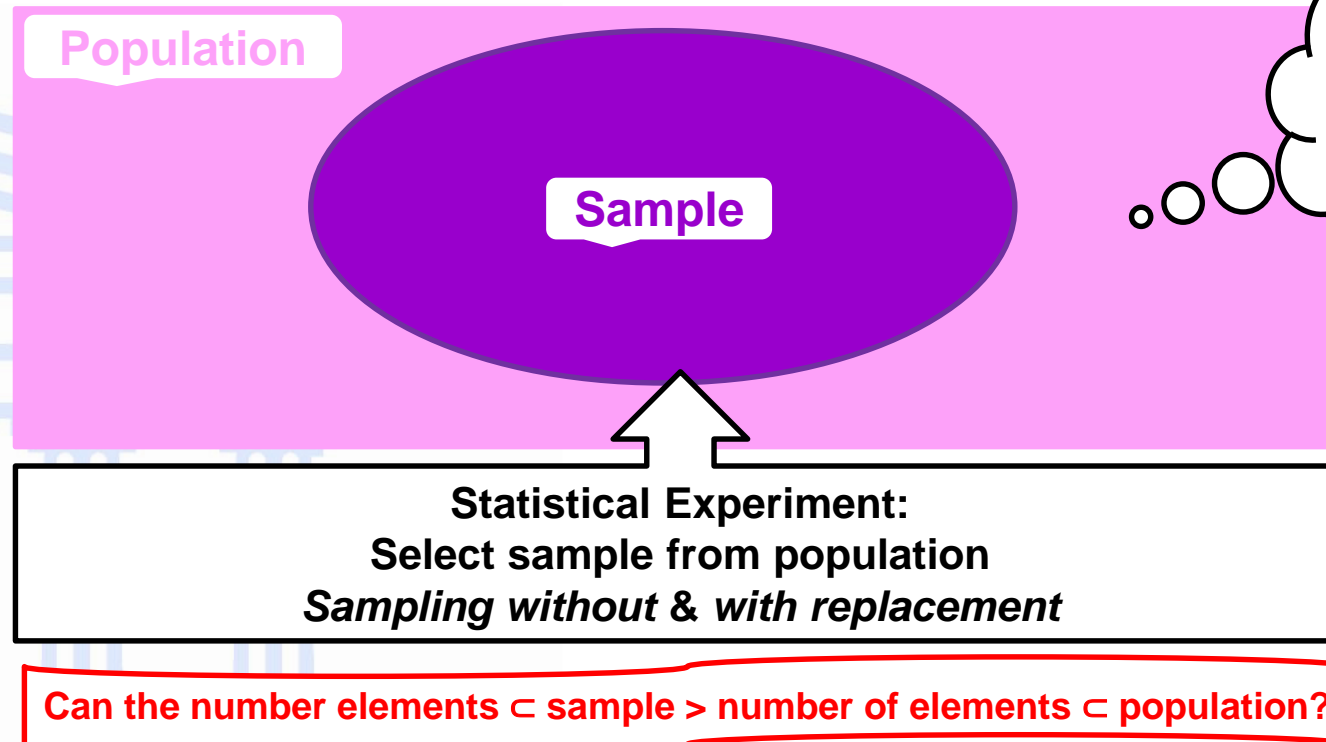 Population
Sample
Statistical Experiment:
Select sample from population
Sampling without & with replacement
Can the number elements ⊂ sample > number of elements ⊂ population?